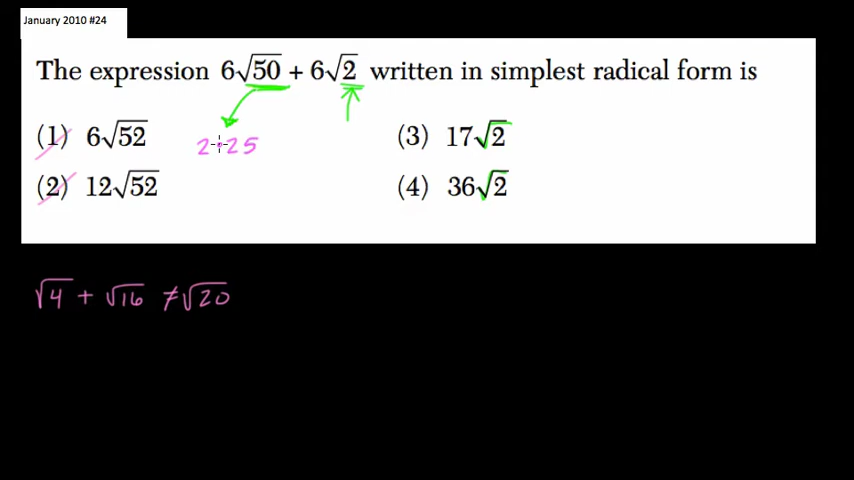 January 2010 #24
The expression 6√50 + 6√2 written in simplest radical form is
(1) 6√52
2·25
(3) 17√2
(2) 12√52
(4) 36√2
√4 + √16 ≠ √20